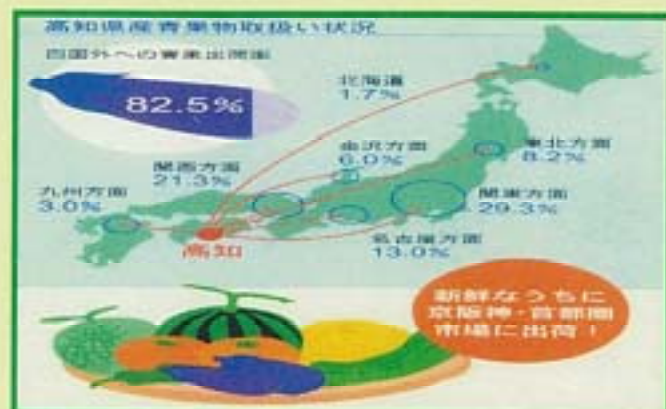 高知県産青果物取扱い状況
四国外への青果出荷量
82.5%
北海道
1.7%
金沢方面
6.0%
東北方面
8.2%
関西方面
21.3%
九州方面
3.0%
関東方面
29.3%
高知
名古屋方面
13.0%
新鮮なうちに
京阪神・首都圏
市場に出荷！